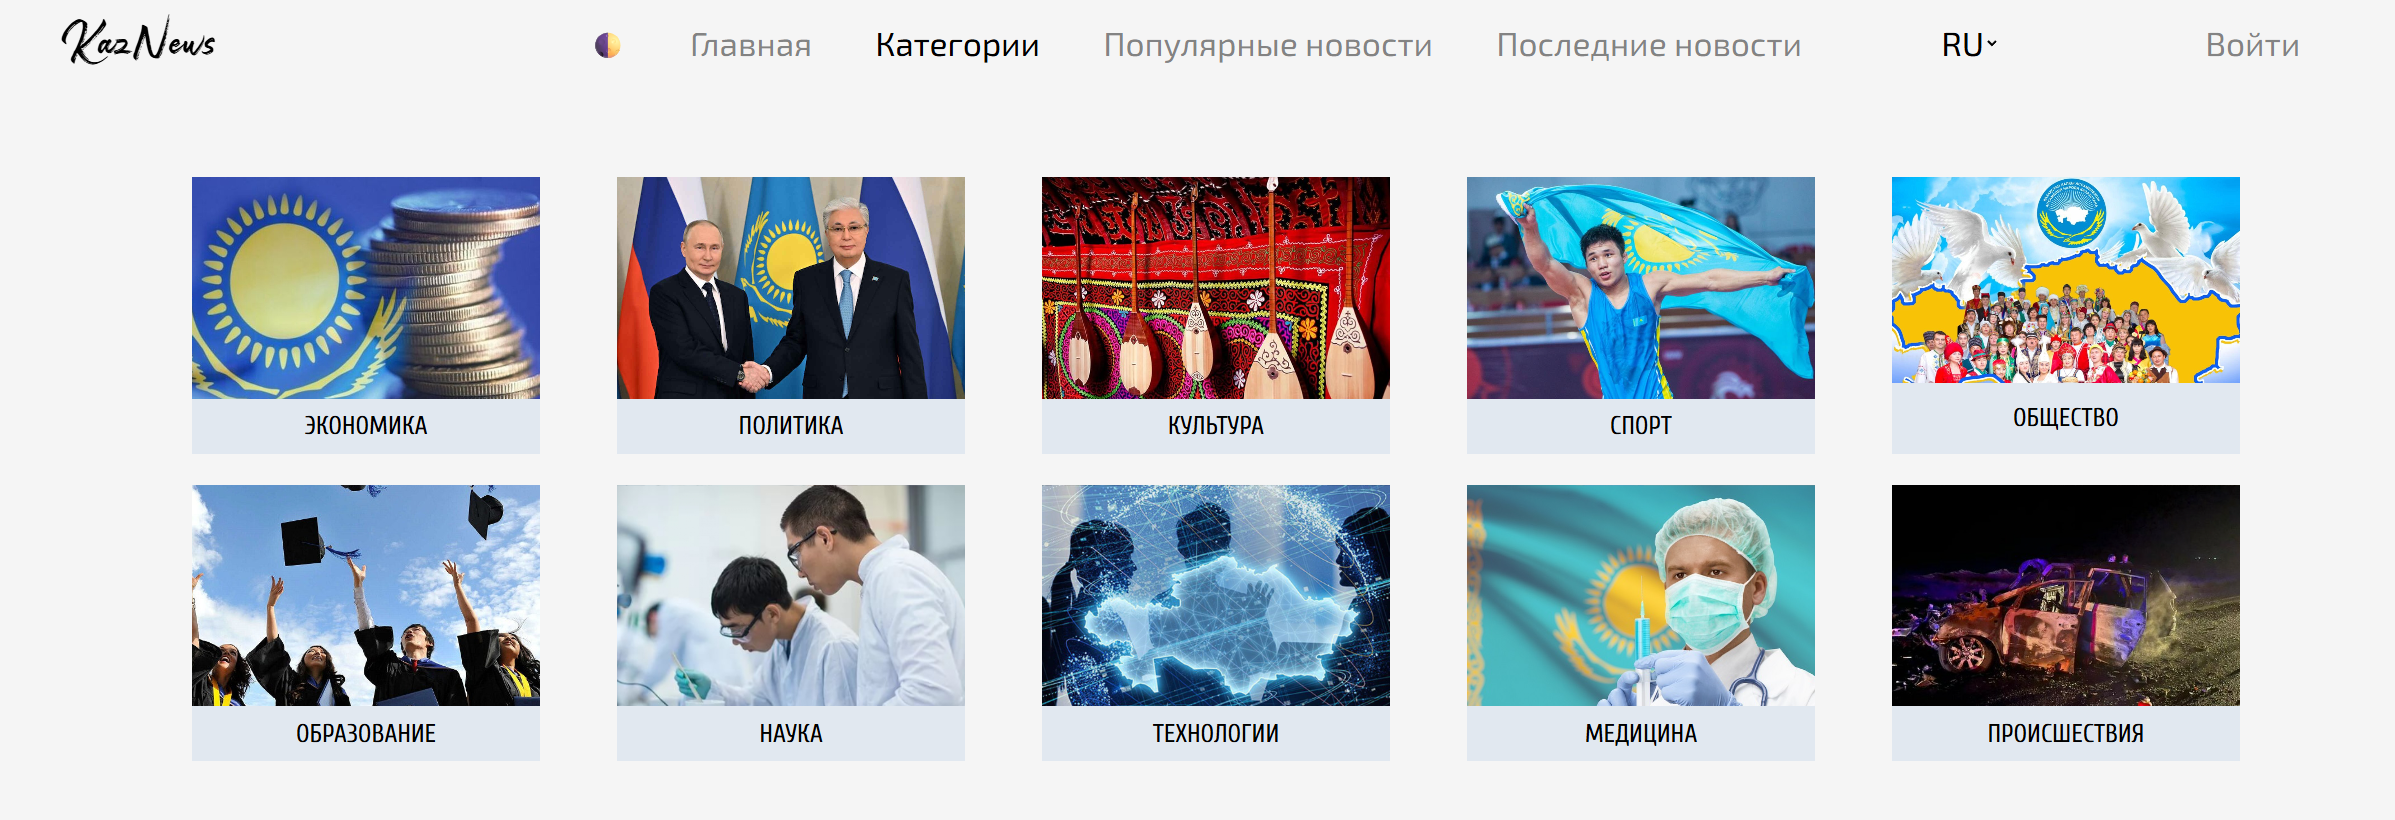 KazNews
Главная
Категории
Популярные новости
Последние новости
RU
Войти
ЭКОНОМИКА
ПОЛИТИКА
КУЛЬТУРА
СПОРТ
ОБЩЕСТВО
ОБРАЗОВАНИЕ
НАУКА
ТЕХНОЛОГИИ
МЕДИЦИНА
ПРОИСШЕСТВИЯ